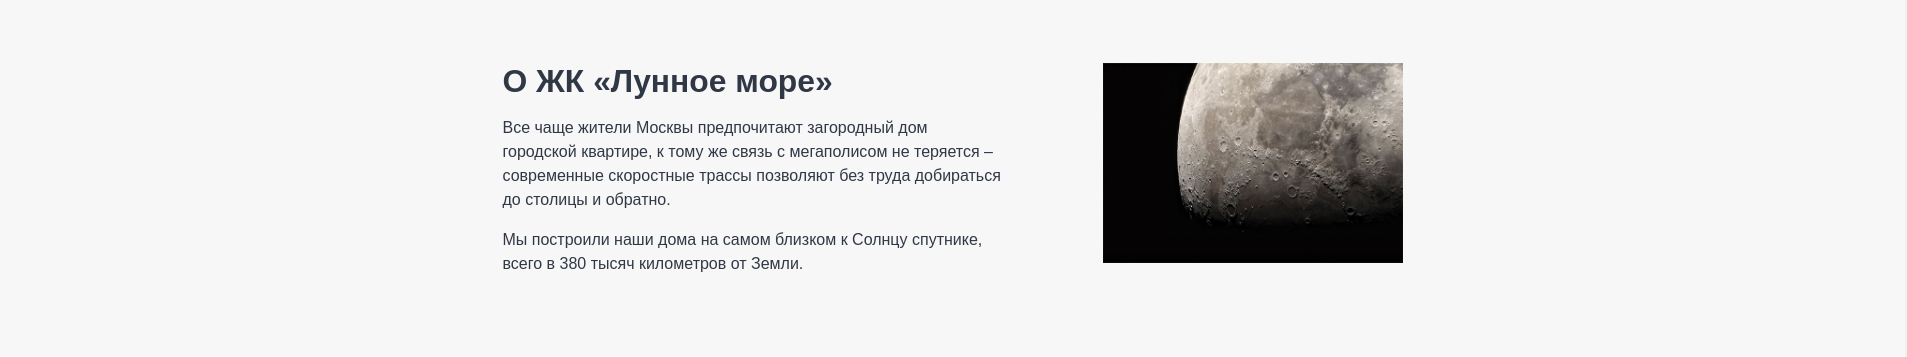 О ЖК «Лунное море»
Все чаще жители Москвы предпочитают загородный дом
городской квартире, к тому же связь с мегаполисом не теряется –
современные скоростные трассы позволяют без труда добираться
до столицы и обратно.
Мы построили наши дома на самом близком к Солнцу спутнике,
всего в 380 тысяч километров от Земли.